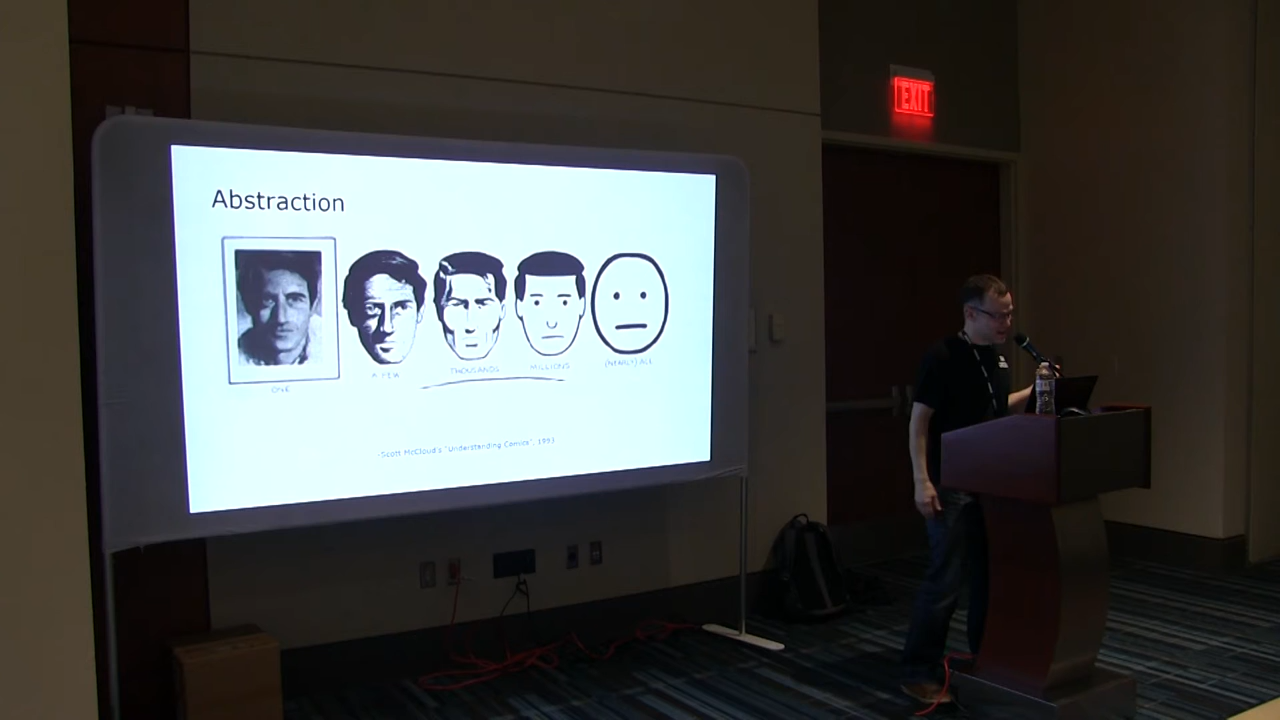 EXIT
Abstraction
ONE
A FEW
THOUSANDS
MILLIONS
(NEARLY) ALL
-Scott McCloud's "Understanding Comics", 1993